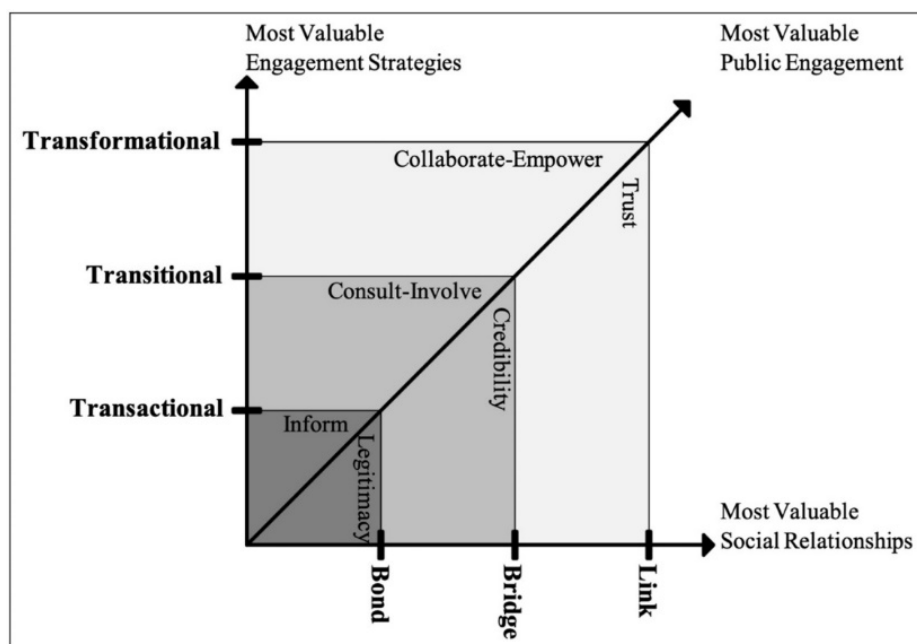 Most Valuable
Engagement Strategies
Most Valuable
Public Engagement
Transformational
Collaborate-Empower
Trust
Transitional
Consult-Involve
Credibility
Transactional
Inform
Legitimacy
Most Valuable
Social Relationships
Bond
Bridge
Link